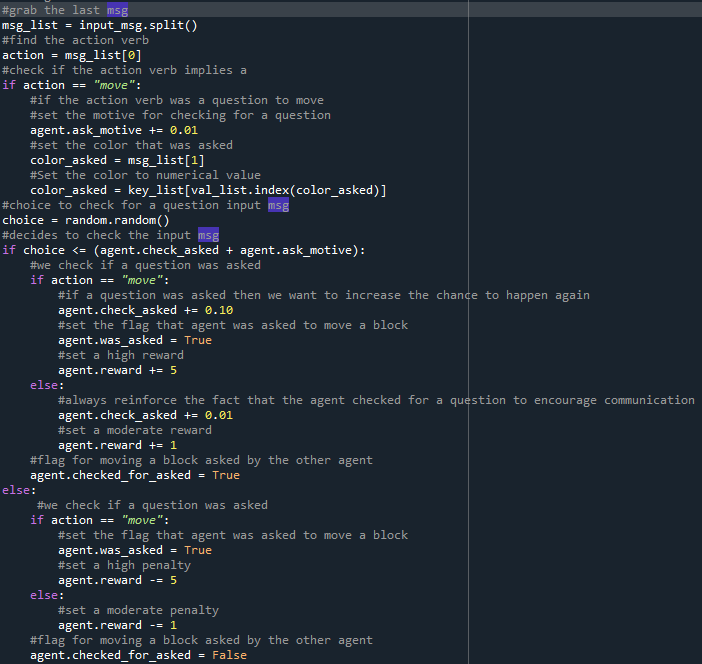 #grab the last msg
msg_list = input_msg.split()
#find the action verb
action = msg_list[0]
#check if the action verb implies a
if action == "move":
    #if the action verb was a question to move
    #set the motive for checking for a question
    agent.ask_motive += 0.01
    #set the color that was asked
    color_asked = msg_list[1]
    #Set the color to numerical value
    color_asked = key_list[val_list.index(color_asked)]
#choice to check for a question input msg
choice = random.random()
#decides to check the input msg
if choice <= (agent.check_asked + agent.ask_motive):
    #we check if a question was asked
    if action == "move":
        #if a question was asked then we want to increase the chance to happen again
        agent.check_asked += 0.10
        #set the flag that agent was asked to move a block
        agent.was_asked = True
        #set a high reward
        agent.reward += 5
    else:
        #always reinforce the fact that the agent checked for a question to encourage communication
        agent.check_asked += 0.01
        #set a moderate reward
        agent.reward += 1
    #flag for moving a block asked by the other agent
    agent.checked_for_asked = True
else:
     #we check if a question was asked
    if action == "move":
        #set the flag that agent was asked to move a block
        agent.was_asked = True
        #set a high penalty
        agent.reward -= 5
    else:
        #set a moderate penalty
        agent.reward -= 1
    #flag for moving a block asked by the other agent
    agent.checked_for_asked = False